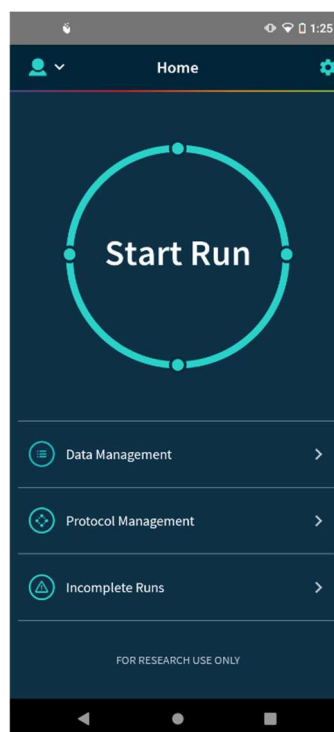 1:25
Home
Start Run
Data Management
Protocol Management
Incomplete Runs
FOR RESEARCH USE ONLY